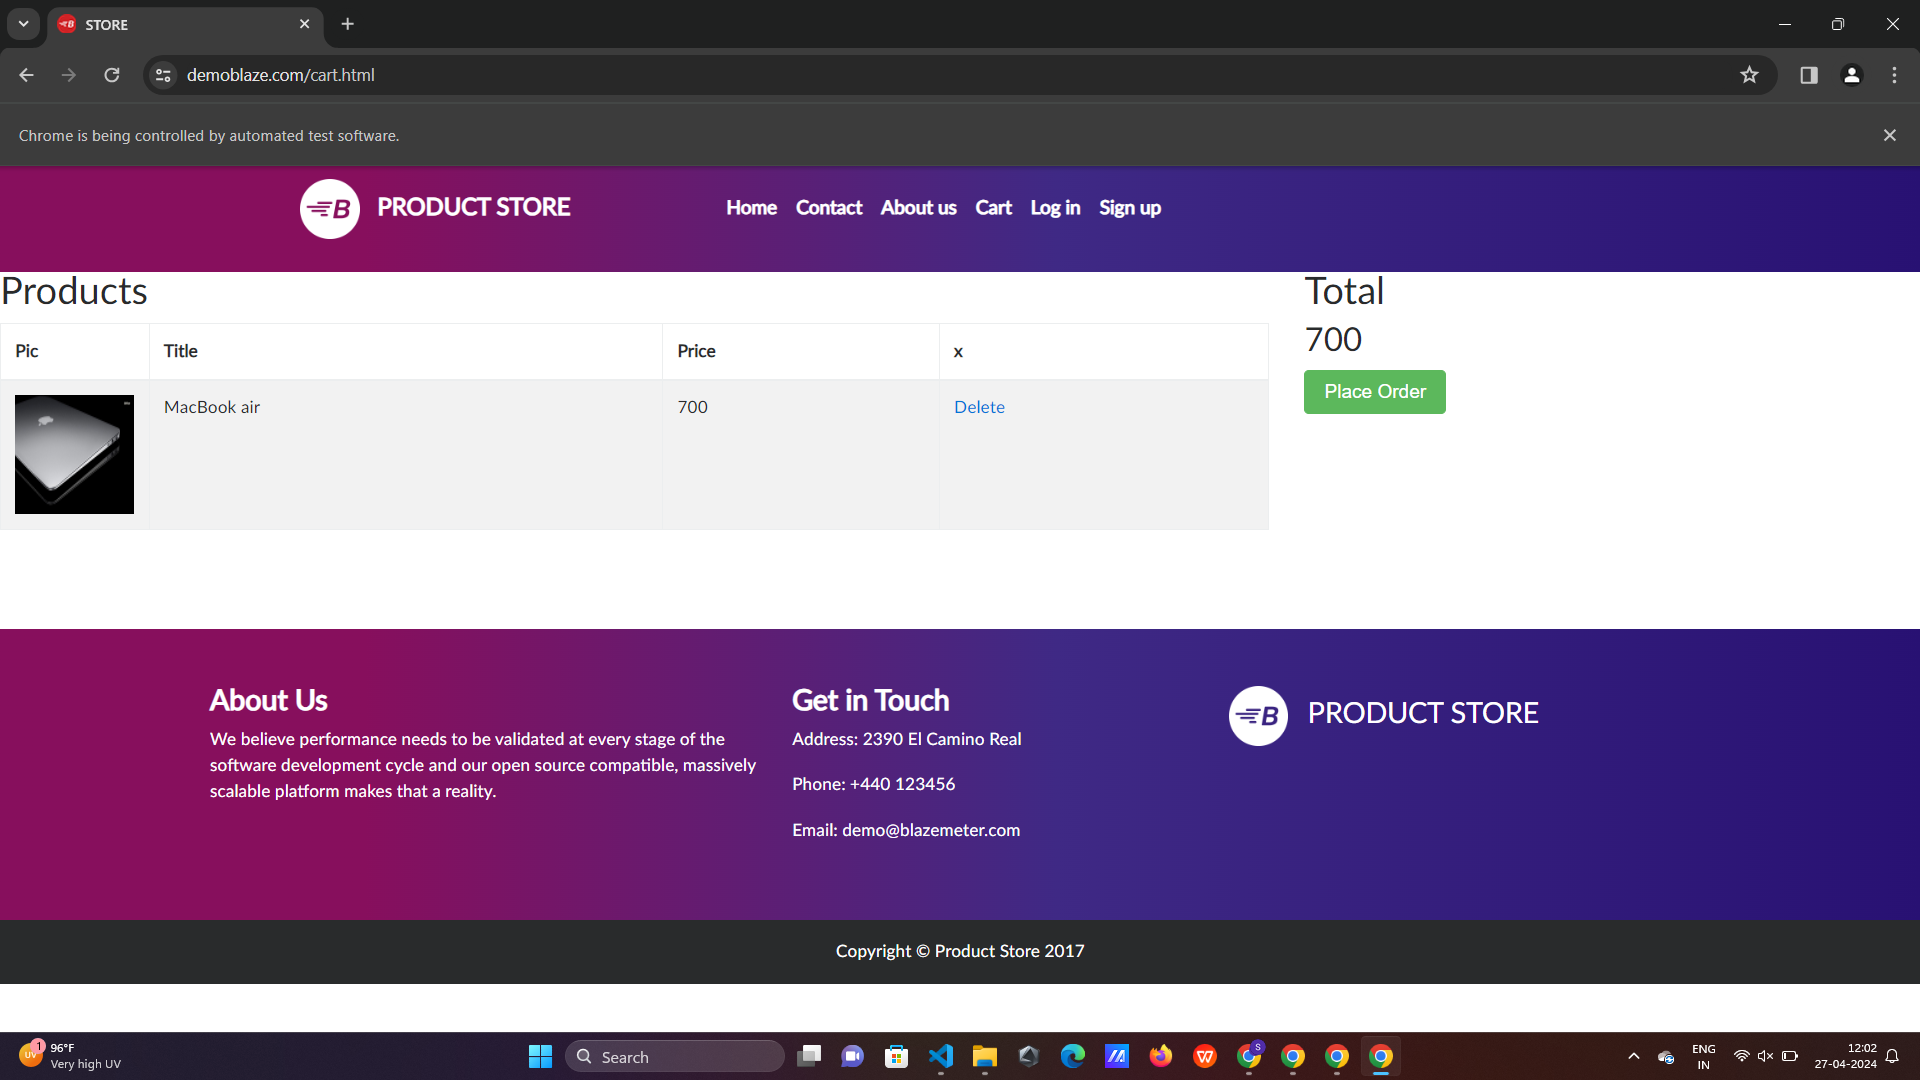 STORE
demoblaze.com/cart.html
Chrome is being controlled by automated test software.
B PRODUCT STORE Home Contact About us Cart Log in Sign up
Products
Total
700
Place Order
Pic Title Price x
MacBook air 700 Delete
About Us
We believe performance needs to be validated at every stage of the
software development cycle and our open source compatible, massively
scalable platform makes that a reality.
Get in Touch
Address: 2390 El Camino Real
Phone: +440 123456
Email: demo@blazemeter.com
B PRODUCT STORE
Copyright © Product Store 2017
UV 1 96°F
Very high UV
Search
S
ENG
IN
12:02
27-04-2024